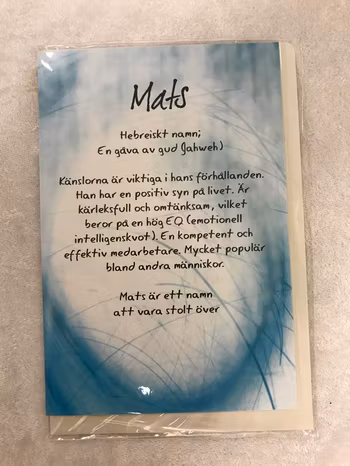 Mats
Hebreiskt namn;
En gåva av gud (Jahweh)
Känslorna är viktiga i hans förhållanden.
Han har en positiv syn på livet. Är
kärleksfull och omtänksam, vilket
beror på en hög EQ (emotionell
intelligenskvot). En kompetent och
effektiv medarbetare. Mycket populär
bland andra människor.
Mats är ett namn
att vara stolt över